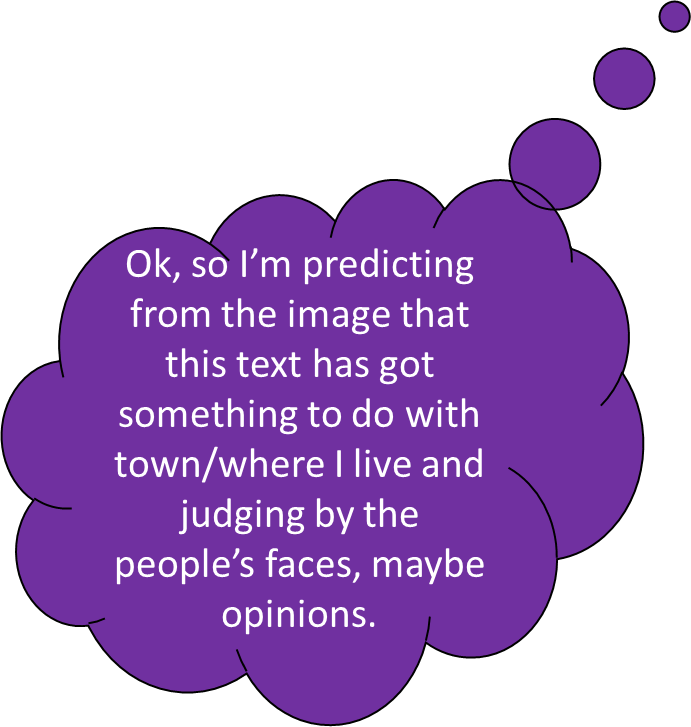 Ok, so I’m predicting
from the image that
this text has got
something to do with
town/where I live and
judging by the
people’s faces, maybe
opinions.